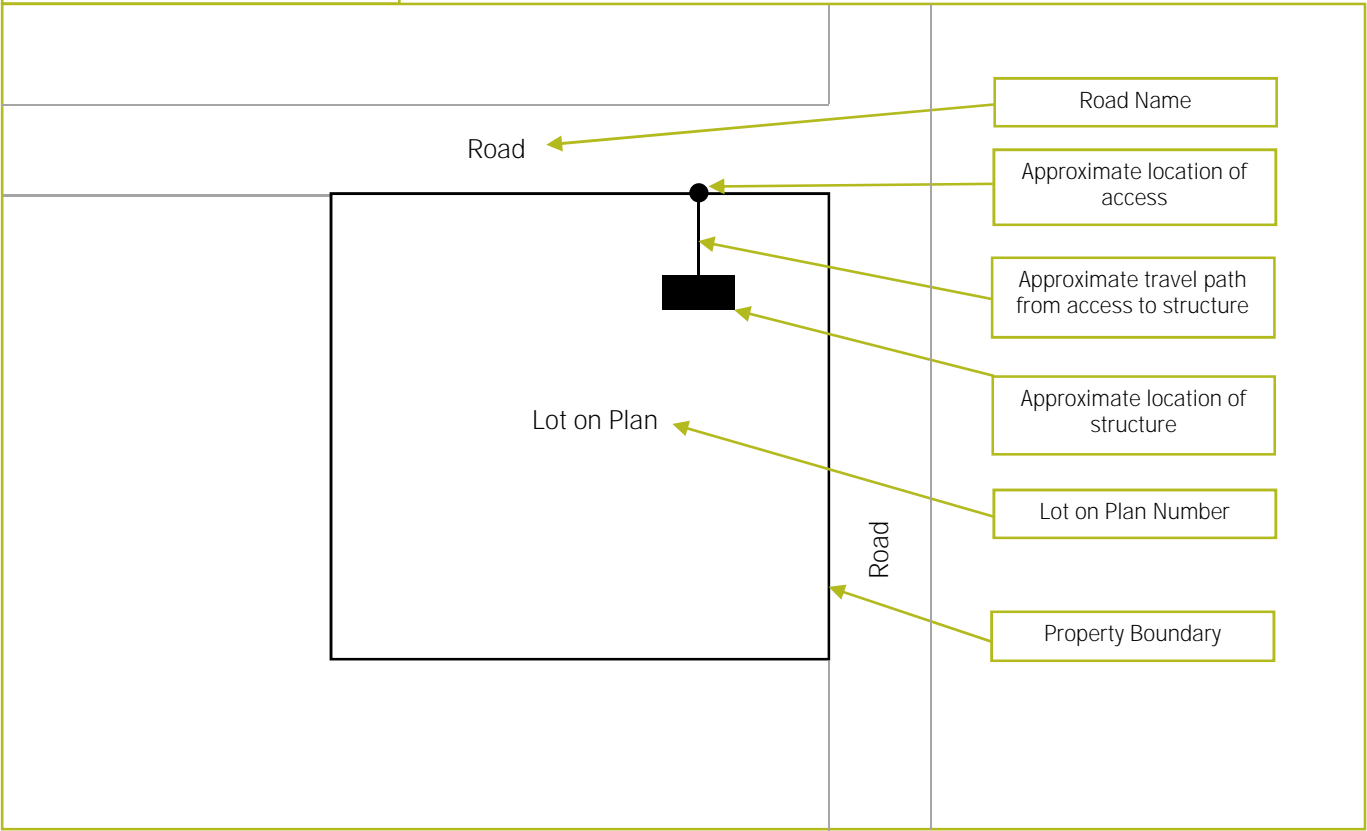 Road Name
Road
Approximate location of
access
Approximate travel path
from access to structure
Approximate location of
structure
Lot on Plan
Lot on Plan Number
Road
Property Boundary